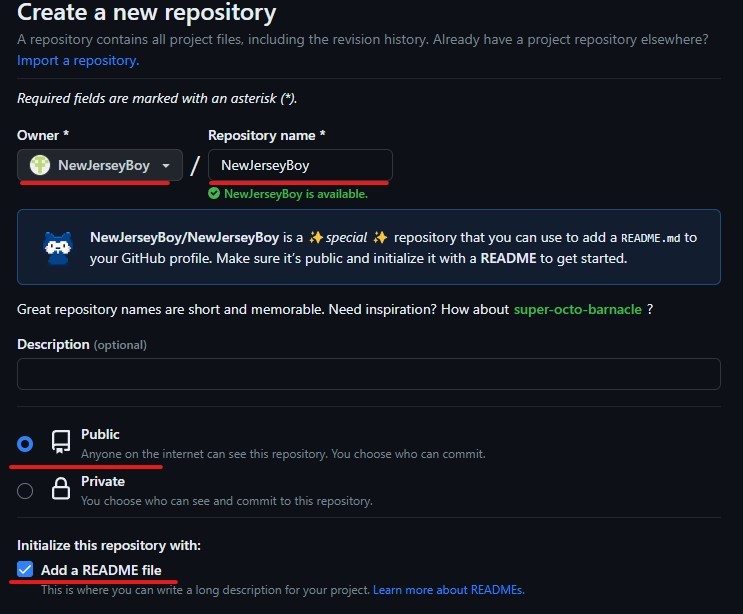 Create a new repository
A repository contains all project files, including the revision history. Already have a project repository elsewhere?
Import a repository.
Required fields are marked with an asterisk (*).
Owner * Repository name *
NewJerseyBoy / NewJerseyBoy
NewJerseyBoy is available.
NewJerseyBoy/NewJerseyBoy is a ✨ special ✨ repository that you can use to add a README.md to
your GitHub profile. Make sure it's public and initialize it with a README to get started.
Great repository names are short and memorable. Need inspiration? How about super-octo-barnacle ?
Description (optional)
Public
Anyone on the internet can see this repository. You choose who can commit.
Private
You choose who can see and commit to this repository.
Initialize this repository with:
Add a README file
This is where you can write a long description for your project. Learn more about READMEs.